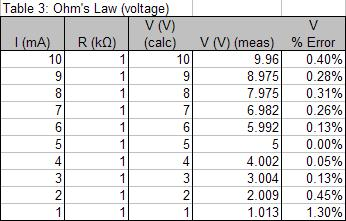 Table 3: Ohm's Law (voltage)
I (mA) R (kΩ) V (V) (calc) V (V) (meas) V % Error
10 1 10 9.96 0.40%
9 1 9 8.975 0.28%
8 1 8 7.975 0.31%
7 1 7 6.982 0.26%
6 1 6 5.992 0.13%
5 1 5 5 0.00%
4 1 4 4.002 0.05%
3 1 3 3.004 0.13%
2 1 2 2.009 0.45%
1 1 1 1.013 1.30%